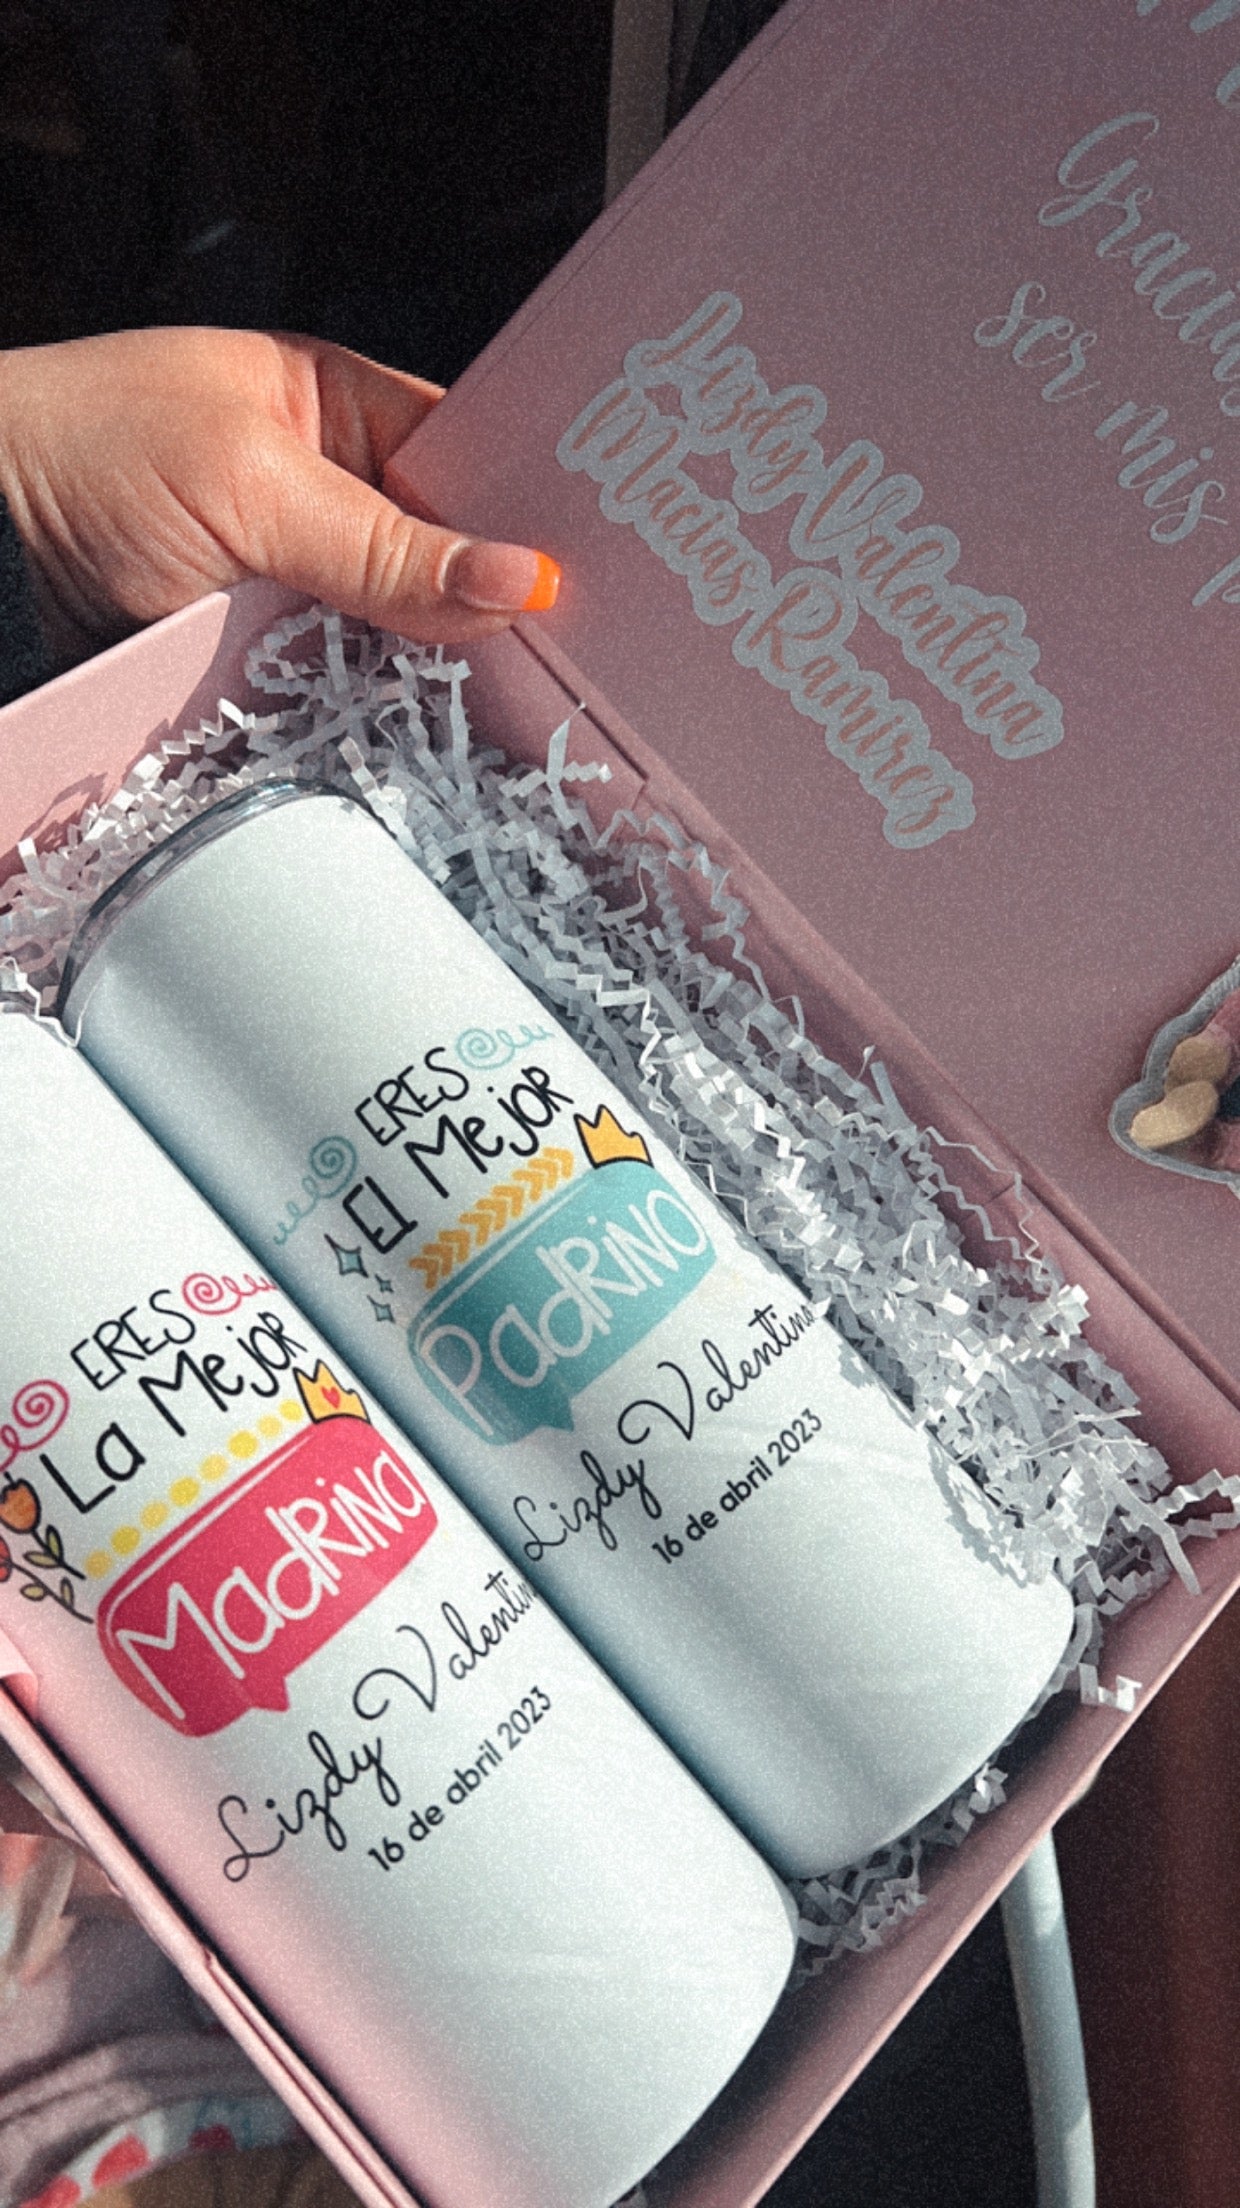 Gracias
ser mis
Lizdy Valentina
Macias Ramirez
ERES
El Mejor
Padrino
Lizdy Valentina
16 de abril 2023
ERES
La Mejor
Madrina
Lizdy Valentin
16 de abril 2023